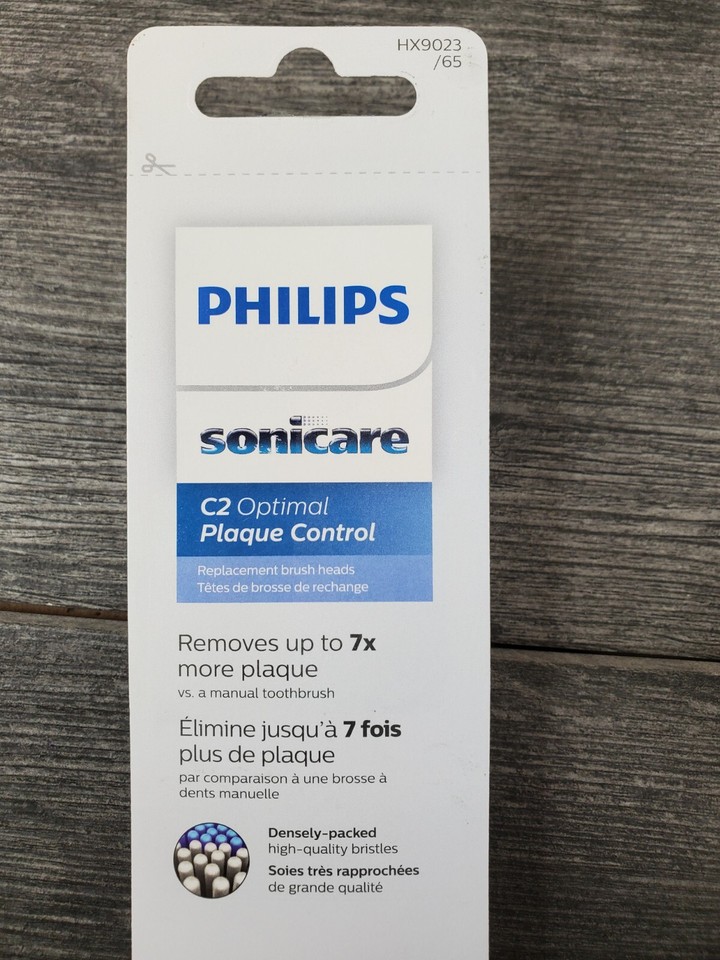 HX9023
/65
PHILIPS
sonicare
C2 Optimal
Plaque Control
Replacement brush heads
Têtes de brosse de rechange
Removes up to 7x
more plaque
vs. a manual toothbrush
Élimine jusqu'à 7 fois
plus de plaque
par comparaison à une brosse à
dents manuelle
Densely-packed
high-quality bristles
Soies très rapprochées
de grande qualité